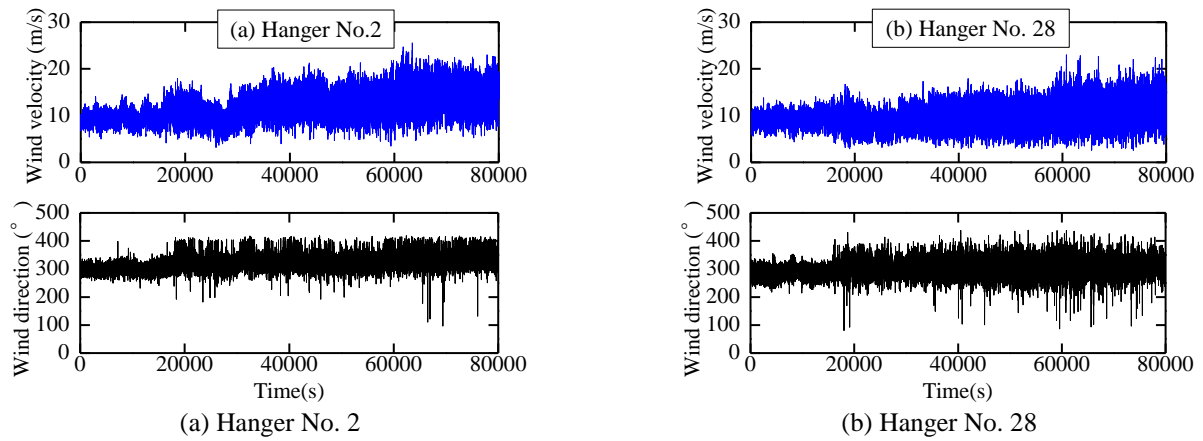 30
20
10
0
Wind velocity (m/s)
(a) Hanger No.2
0 20000 40000 60000 80000
500
400
300
200
100
0
Wind direction (°)
0 20000 40000 60000 80000
Time(s)
(a) Hanger No. 2
30
20
10
0
Wind velocity (m/s)
(b) Hanger No. 28
0 20000 40000 60000 80000
500
400
300
200
100
0
Wind direction (°)
0 20000 40000 60000 80000
Time(s)
(b) Hanger No. 28